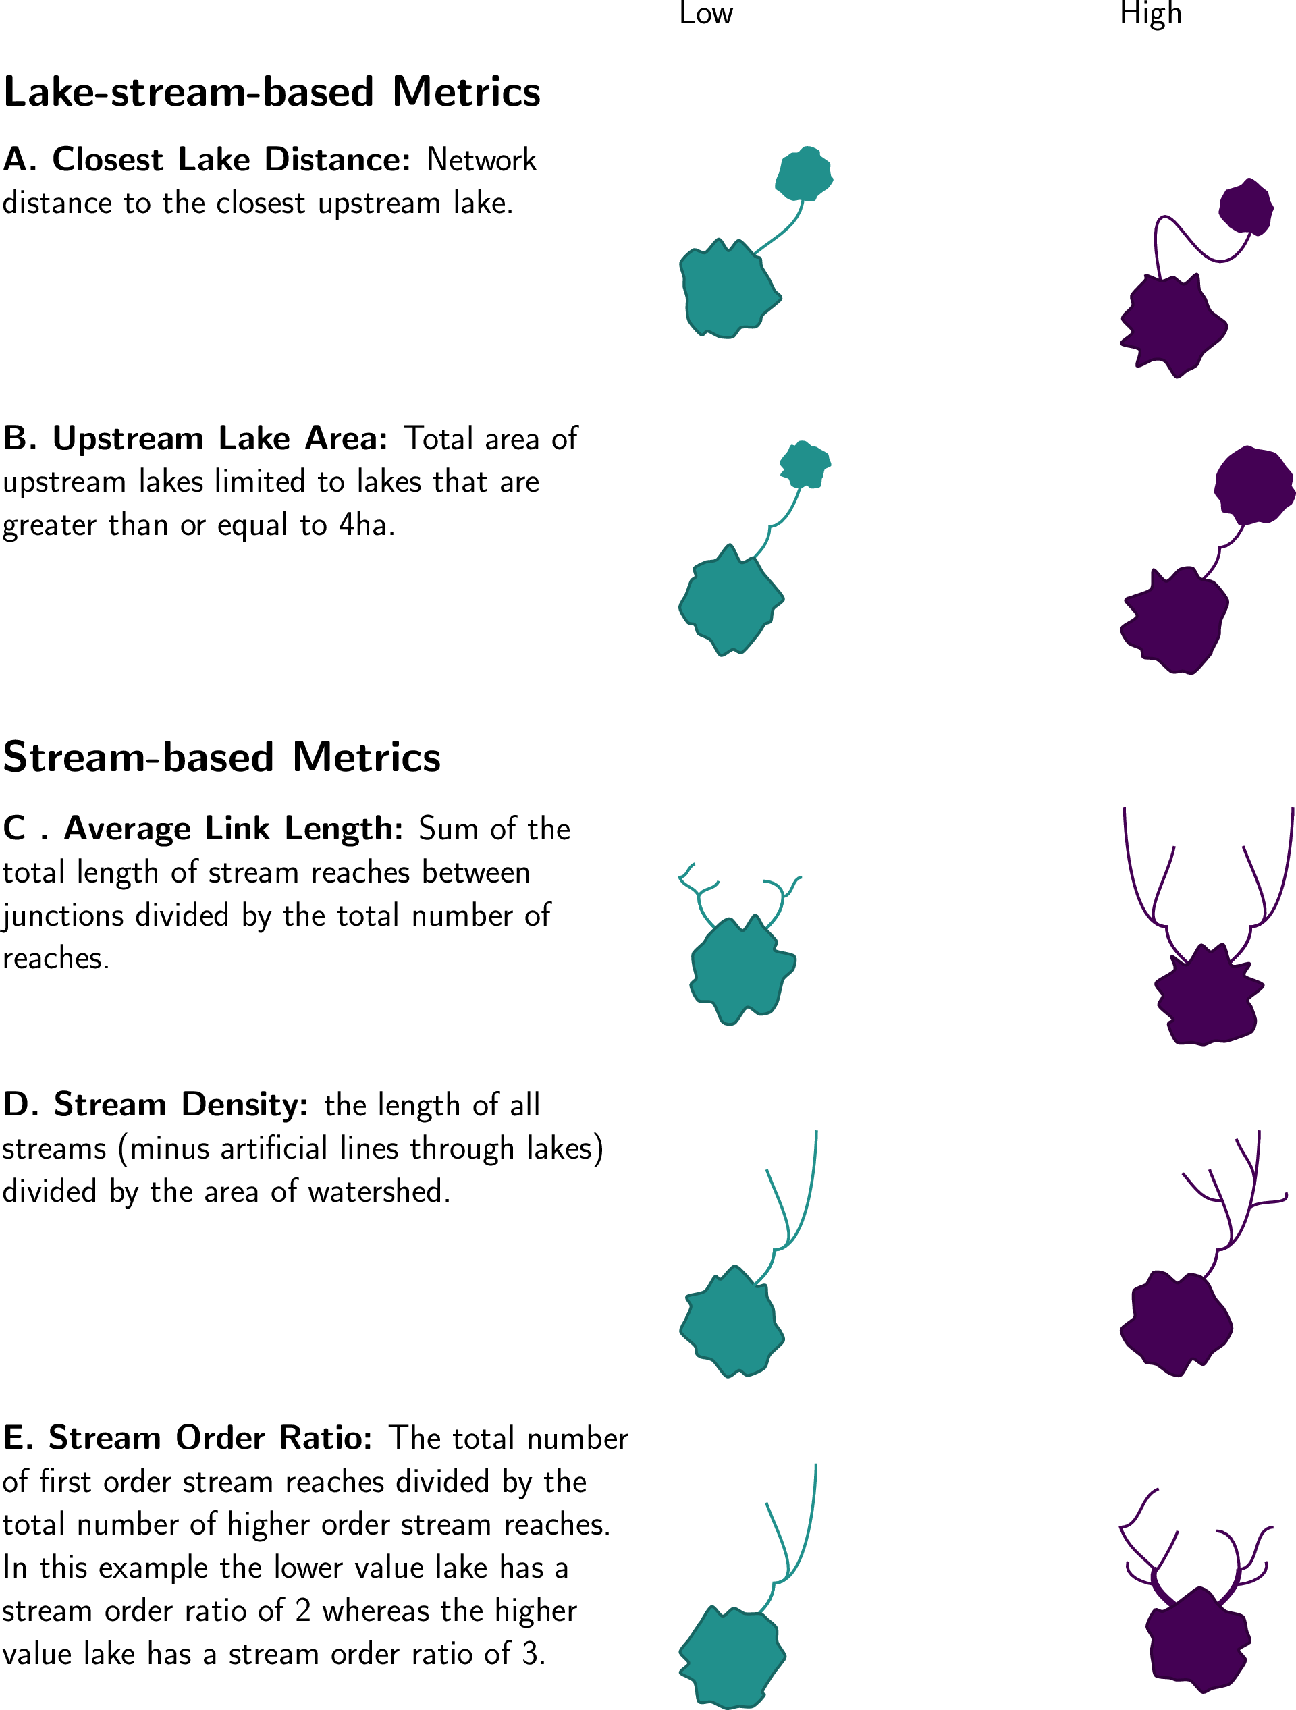 Low High
Lake-stream-based Metrics
A. Closest Lake Distance: Network
distance to the closest upstream lake.
B. Upstream Lake Area: Total area of
upstream lakes limited to lakes that are
greater than or equal to 4ha.
Stream-based Metrics
C . Average Link Length: Sum of the
total length of stream reaches between
junctions divided by the total number of
reaches.
D. Stream Density: the length of all
streams (minus artificial lines through lakes)
divided by the area of watershed.
E. Stream Order Ratio: The total number
of first order stream reaches divided by the
total number of higher order stream reaches.
In this example the lower value lake has a
stream order ratio of 2 whereas the higher
value lake has a stream order ratio of 3.